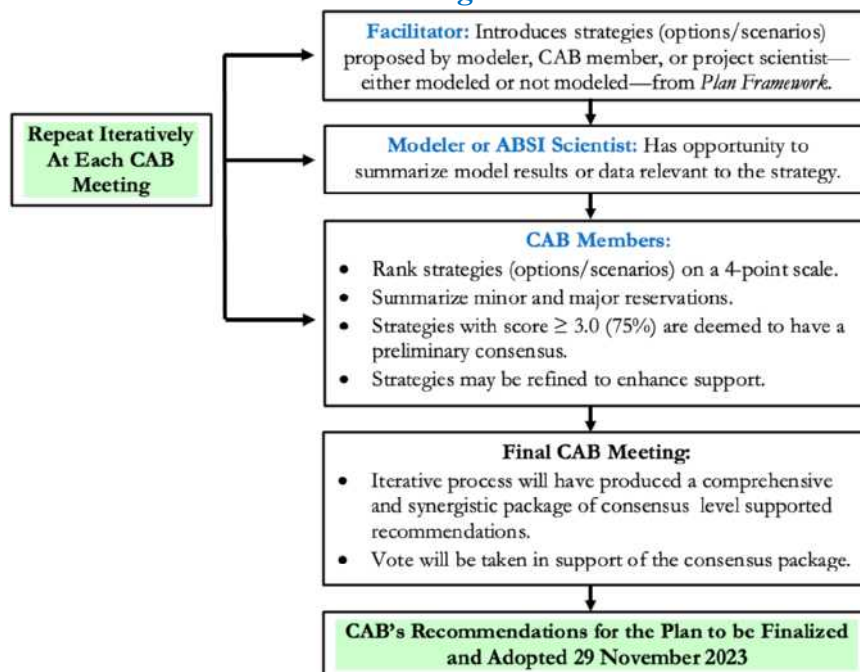 Facilitator: Introduces strategies (options/scenarios)
proposed by modeler, CAB member, or project scientist—
either modeled or not modeled—from Plan Framework.
Repeat Iteratively
At Each CAB
Meeting
Modeler or ABSI Scientist: Has opportunity to
summarize model results or data relevant to the strategy.
CAB Members:
• Rank strategies (options/scenarios) on a 4-point scale.
• Summarize minor and major reservations.
• Strategies with score ≥ 3.0 (75%) are deemed to have a
preliminary consensus.
• Strategies may be refined to enhance support.
Final CAB Meeting:
• Iterative process will have produced a comprehensive
and synergistic package of consensus level supported
recommendations.
• Vote will be taken in support of the consensus package.
CAB's Recommendations for the Plan to be Finalized
and Adopted 29 November 2023